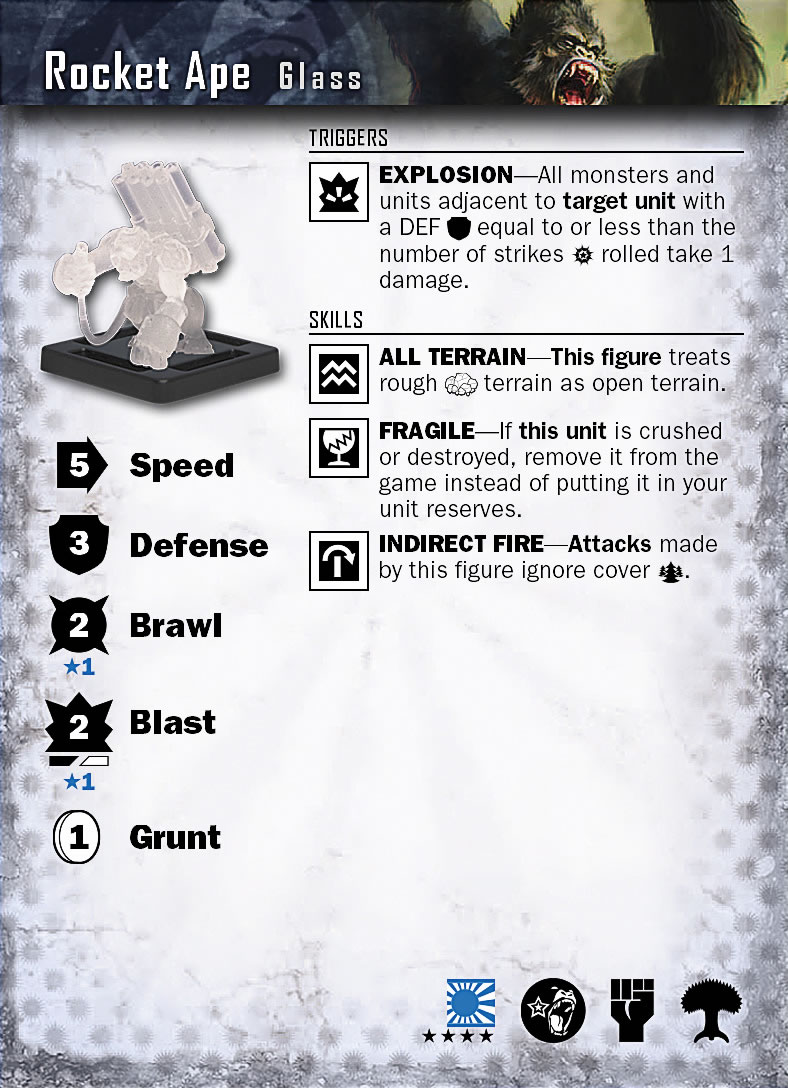 Rocket Ape Glass
TRIGGERS
EXPLOSION—All monsters and
units adjacent to target unit with
a DEF equal to or less than the
number of strikes rolled take 1
damage.
SKILLS
ALL TERRAIN—This figure treats
rough terrain as open terrain.
FRAGILE—If this unit is crushed
or destroyed, remove it from the
game instead of putting it in your
unit reserves.
INDIRECT FIRE—Attacks made
by this figure ignore cover .
5 Speed
3 Defense
2 Brawl
★1
2 Blast
★1
1 Grunt